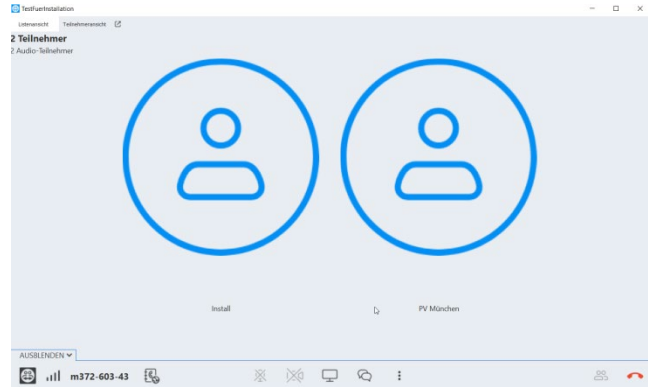 TestFuerInstallation
Listenansicht Teilnehmeransicht
2 Teilnehmer
2 Audio-Teilnehmer
Install PV München
AUSBLENDEN
m372-603-43